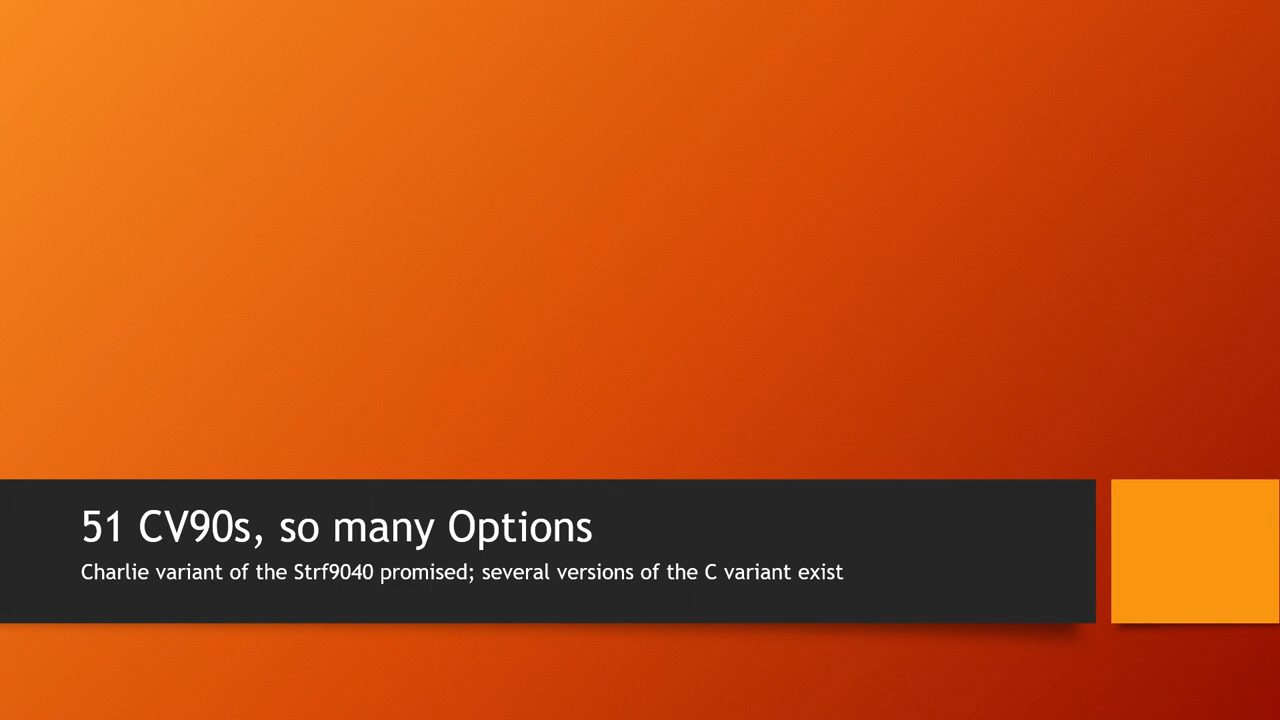 51 CV90s, so many Options
Charlie variant of the Strf9040 promised; several versions of the C variant exist